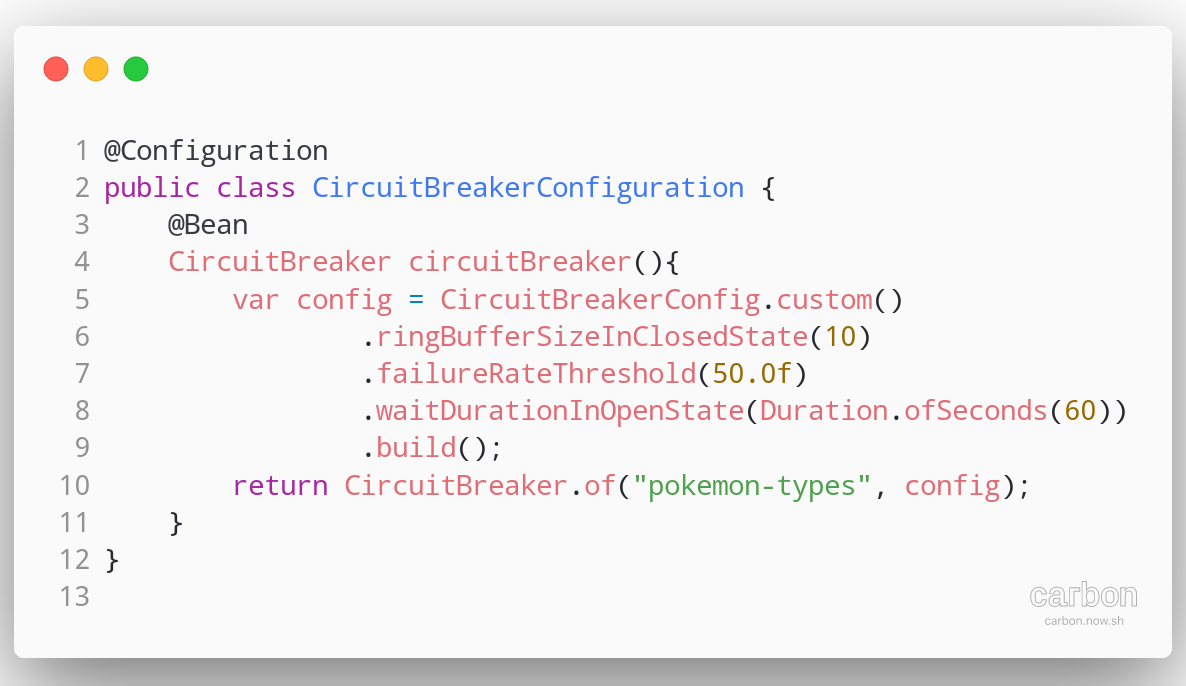 1 @Configuration
2 public class CircuitBreakerConfiguration {
3     @Bean
4     CircuitBreaker circuitBreaker(){
5         var config = CircuitBreakerConfig.custom()
6                 .ringBufferSizeInClosedState(10)
7                 .failureRateThreshold(50.0f)
8                 .waitDurationInOpenState(Duration.ofSeconds(60))
9                 .build();
10         return CircuitBreaker.of("pokemon-types", config);
11     }
12 }
13
carbon
carbon.now.sh